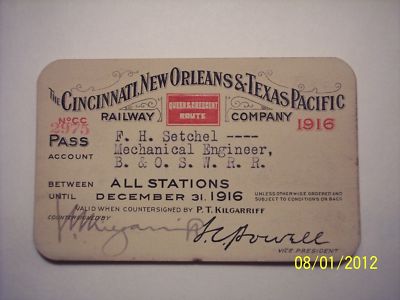 THE CINCINNATI, NEW ORLEANS & TEXAS PACIFIC
RAILWAY QUEEN & CRESCENT ROUTE COMPANY
No CC 2975 1916
PASS F. H. Setchel ----
ACCOUNT Mechanical Engineer,
B. & O. S. W. R. R.
BETWEEN ALL STATIONS
UNTIL DECEMBER 31, 1916 UNLESS OTHERWISE ORDERED AND SUBJECT TO CONDITIONS ON BACK
VALID WHEN COUNTERSIGNED BY P. T. KILGARRIFF
COUNTERSIGNED BY
VICE PRESIDENT
08/01/2012